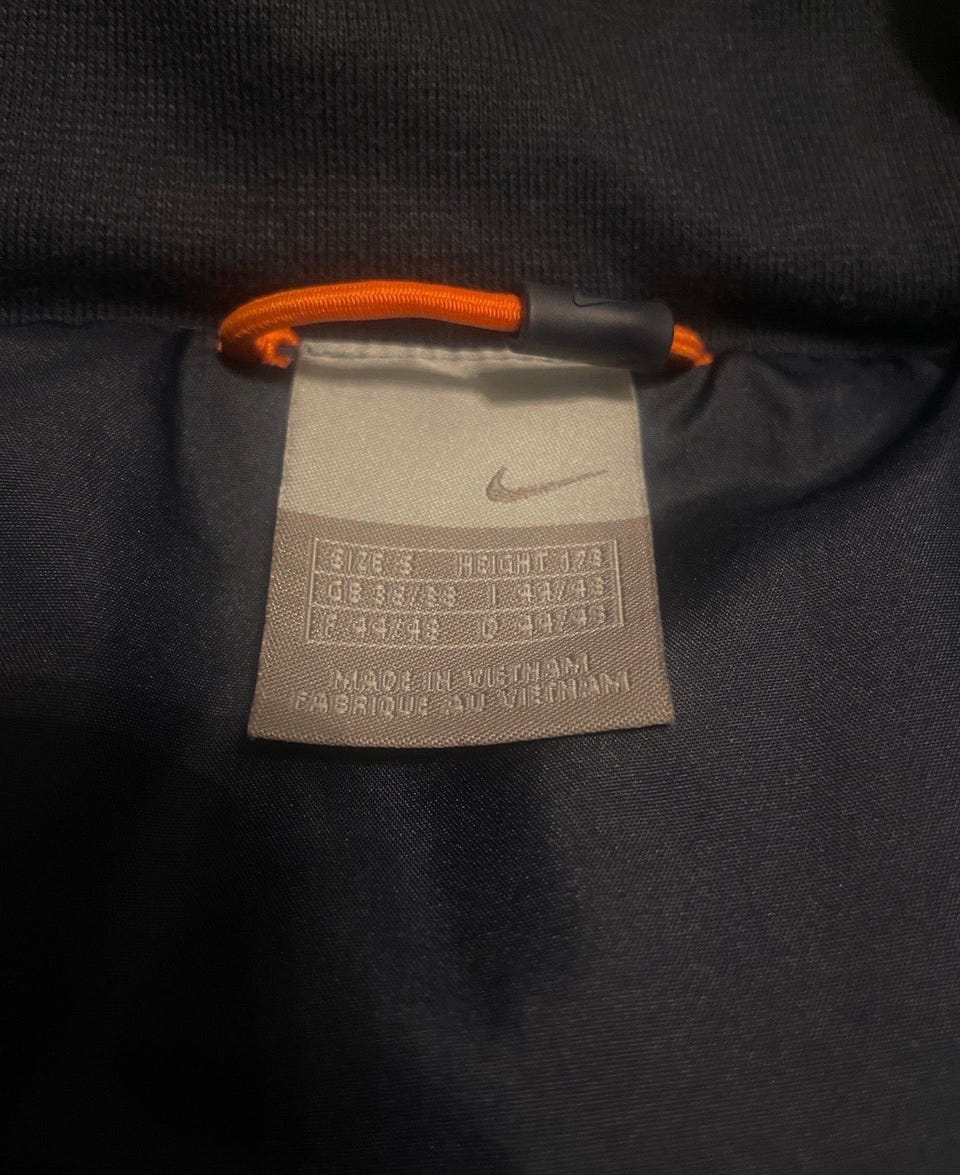 SIZE S HEIGHT 173
GB 36/38 I 44/46
F 44/46 D 44/46
MADE IN VIETNAM
FABRIQUE AU VIETNAM